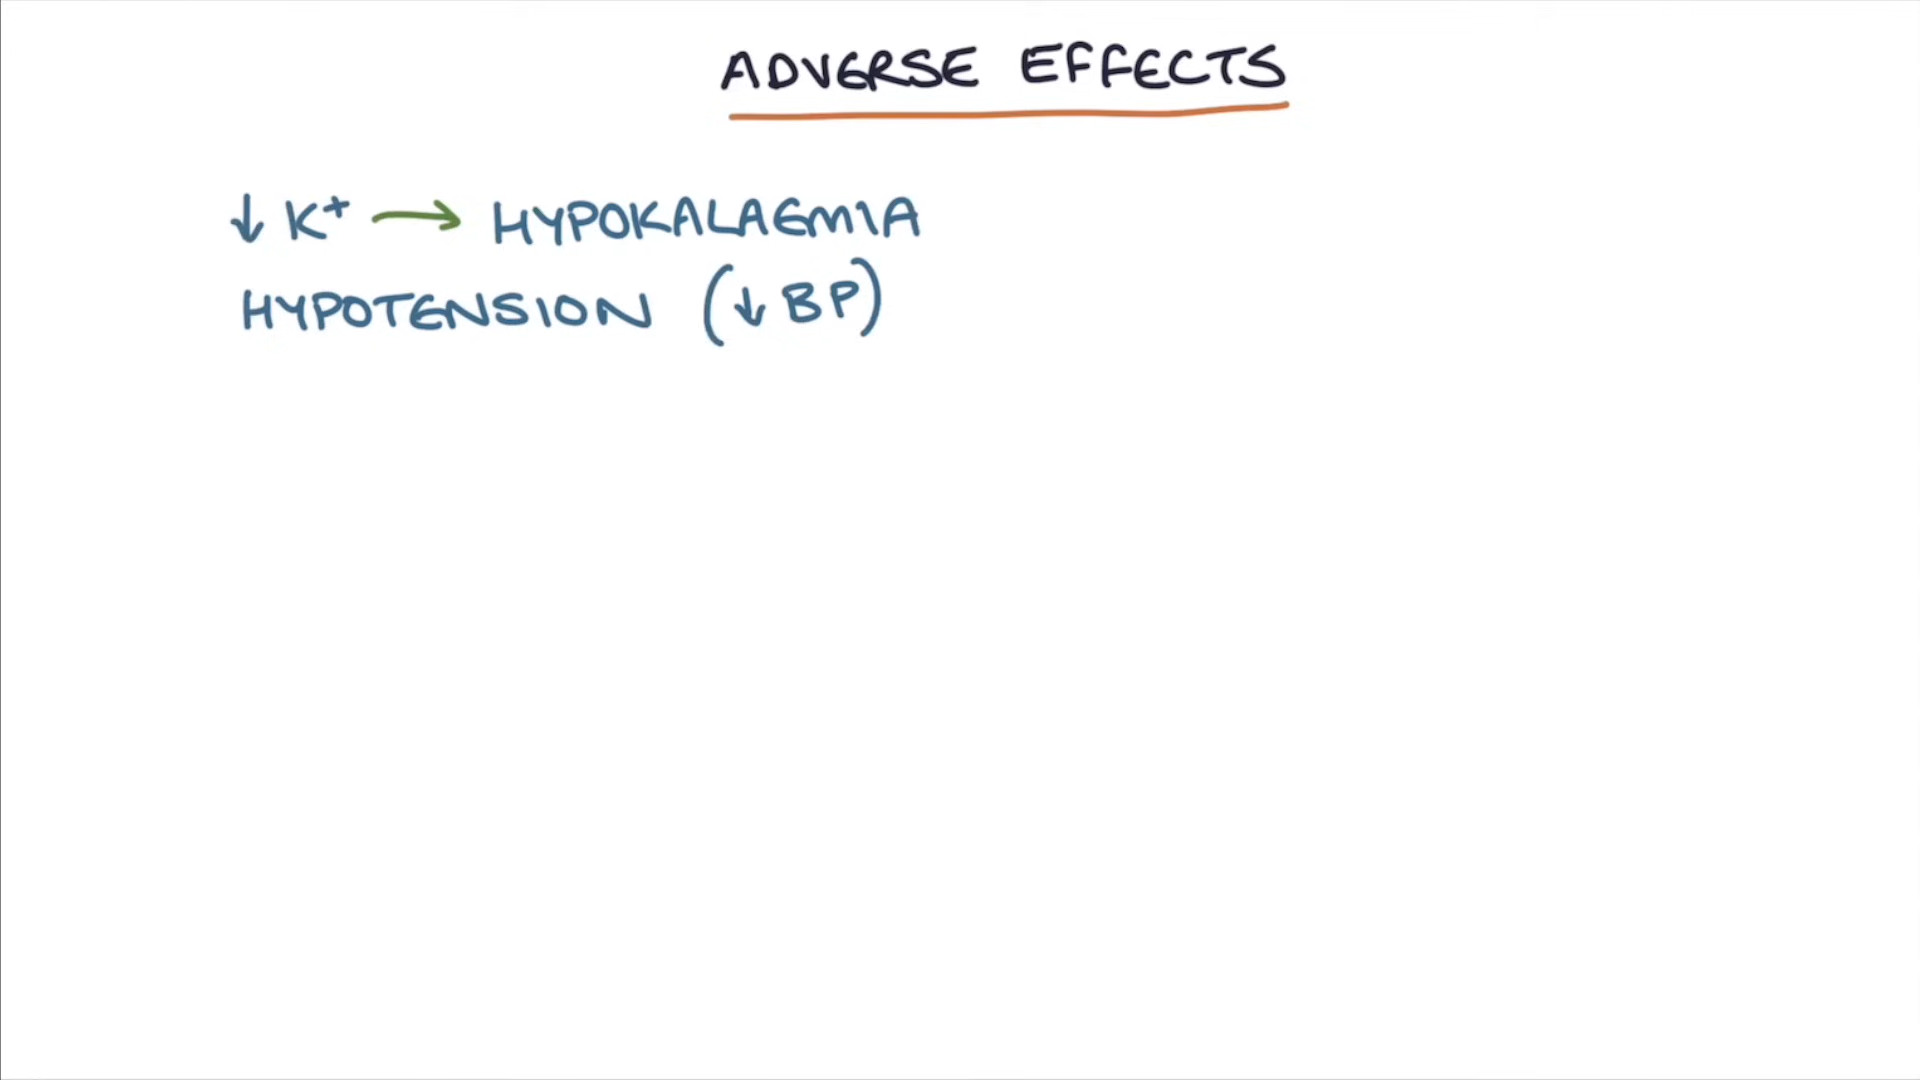 ADVERSE EFFECTS
↓ K⁺ → HYPOKALAEMIA
HYPOTENSION (↓ BP)